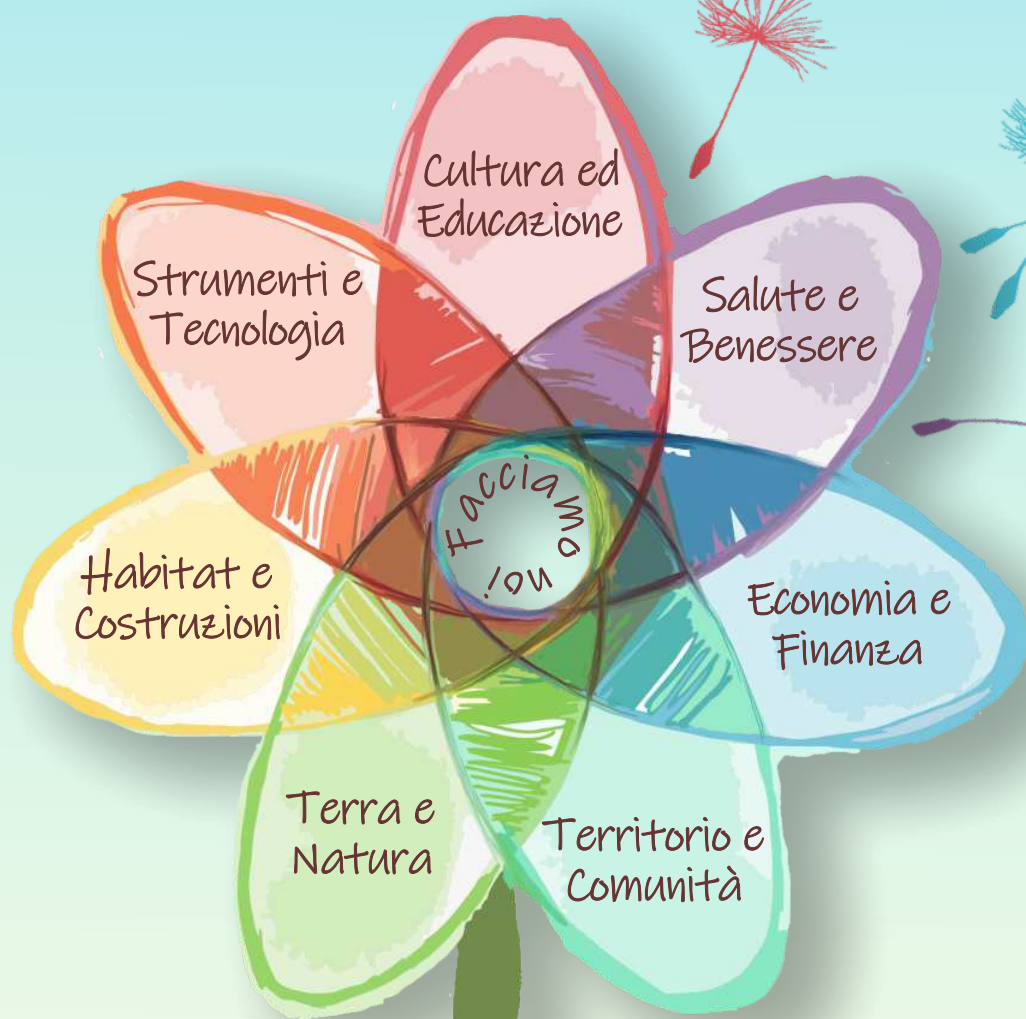 Cultura ed
Educazione
Salute e
Benessere
Economia e
Finanza
Territorio e
Comunità
Terra e
Natura
Habitat e
Costruzioni
Strumenti e
Tecnologia
Facciamo noi!